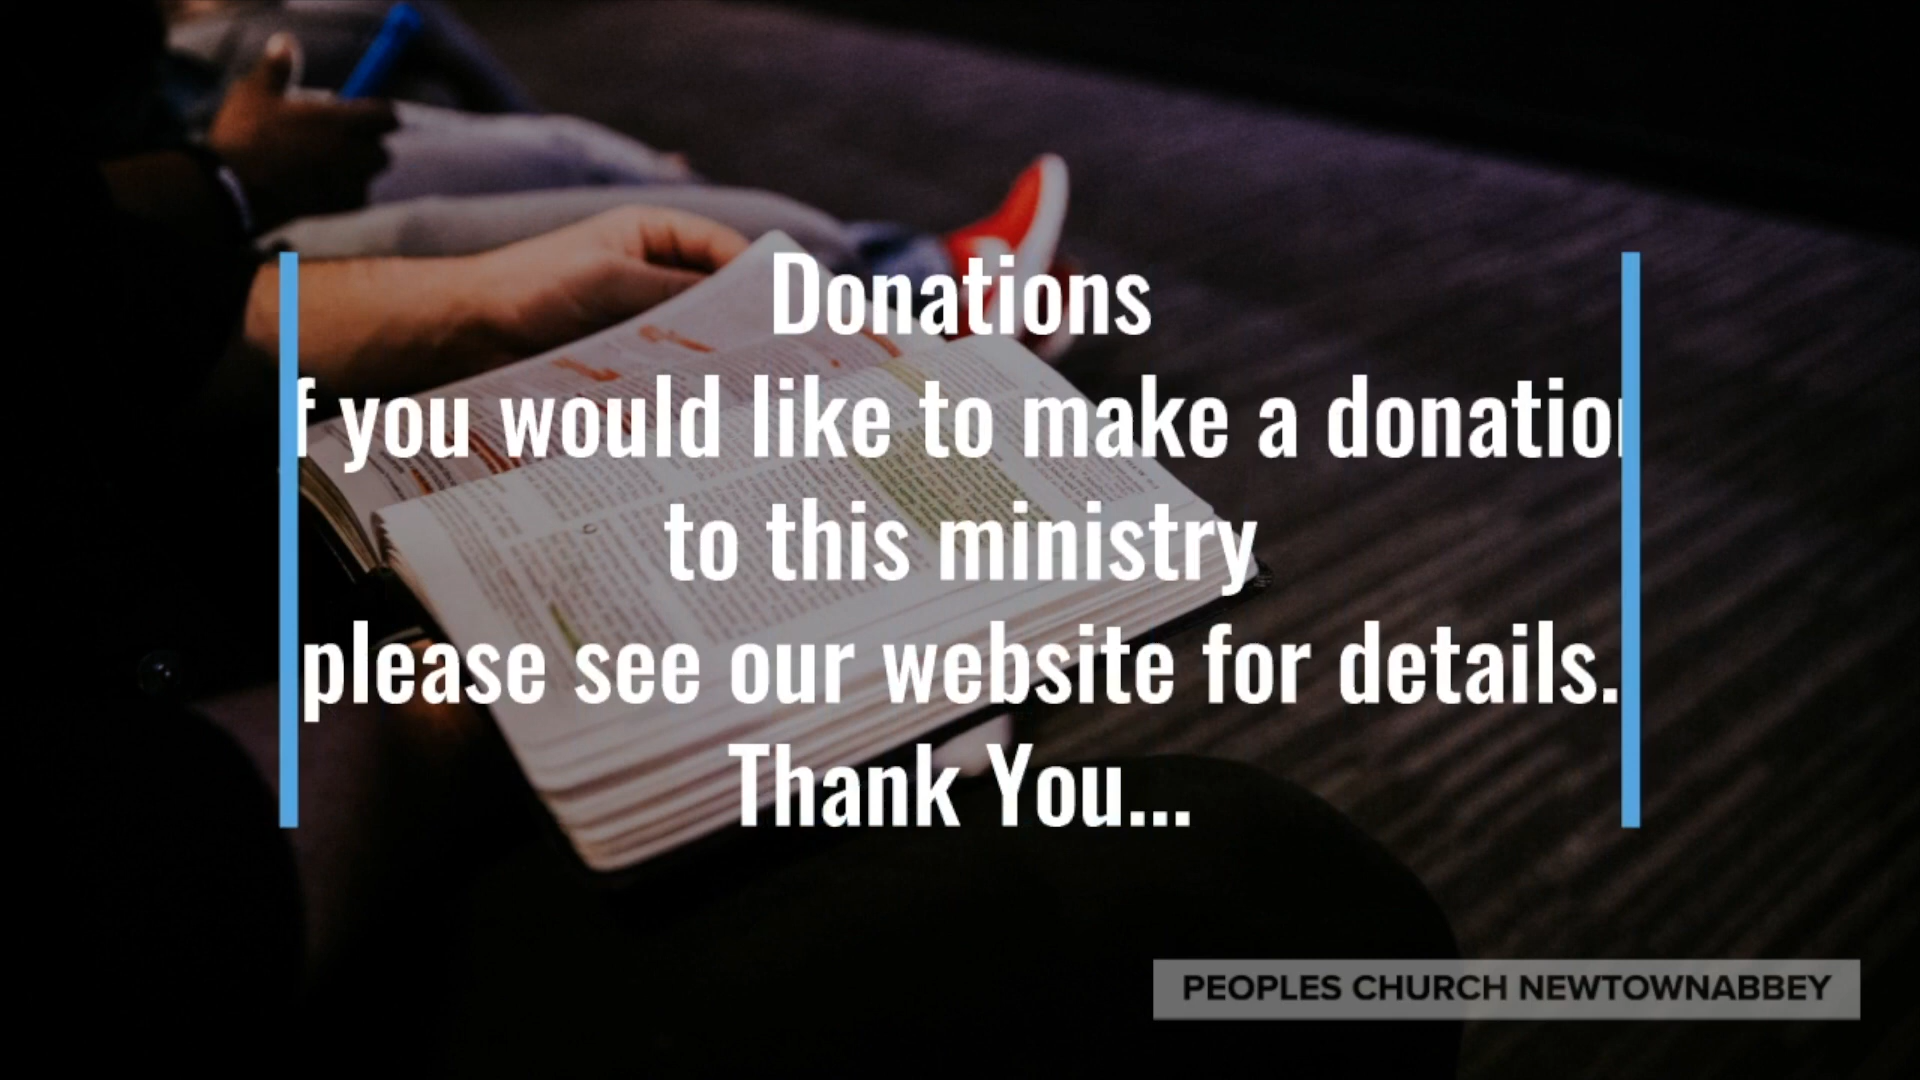 Donations
f you would like to make a donation
to this ministry
please see our website for details.
Thank You...
PEOPLES CHURCH NEWTOWNABBEY